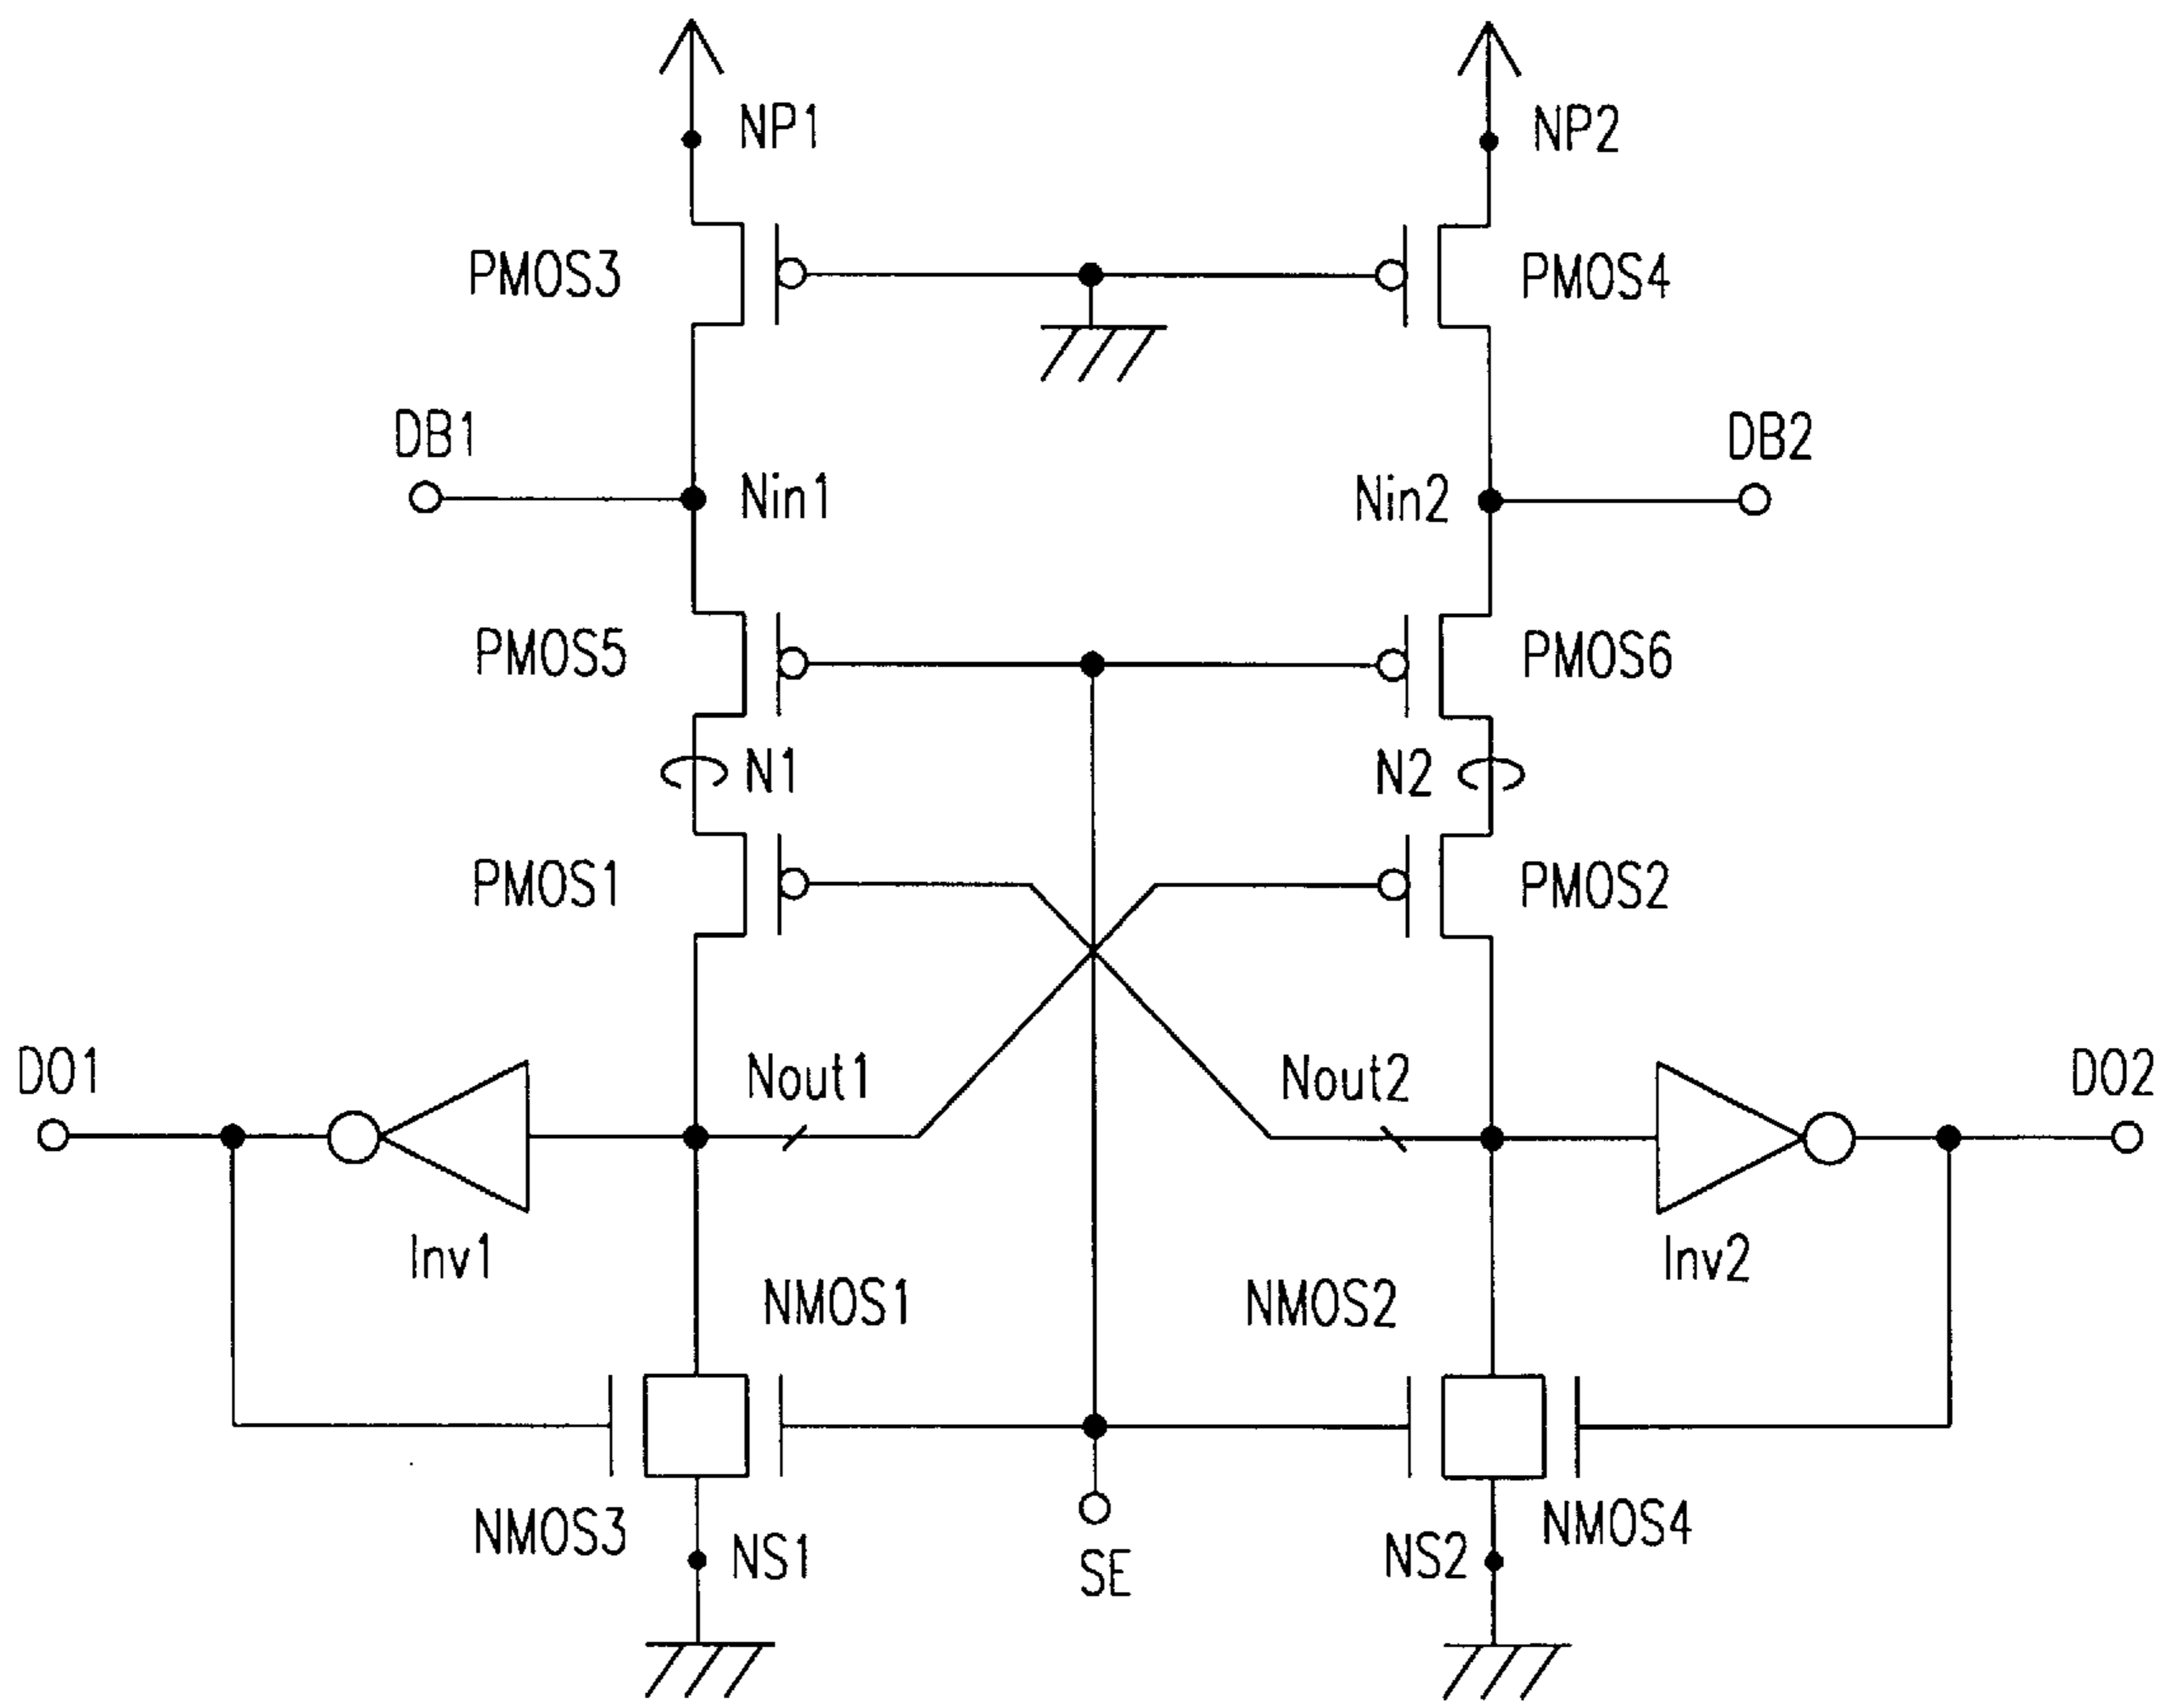 NP1
NP2
PMOS3
PMOS4
DB1
DB2
Nin1
Nin2
PMOS5
PMOS6
N1
N2
PMOS1
PMOS2
DO1
Nout1
Nout2
DO2
Inv1
Inv2
NMOS1
NMOS2
NMOS3
NMOS4
NS1
NS2
SE